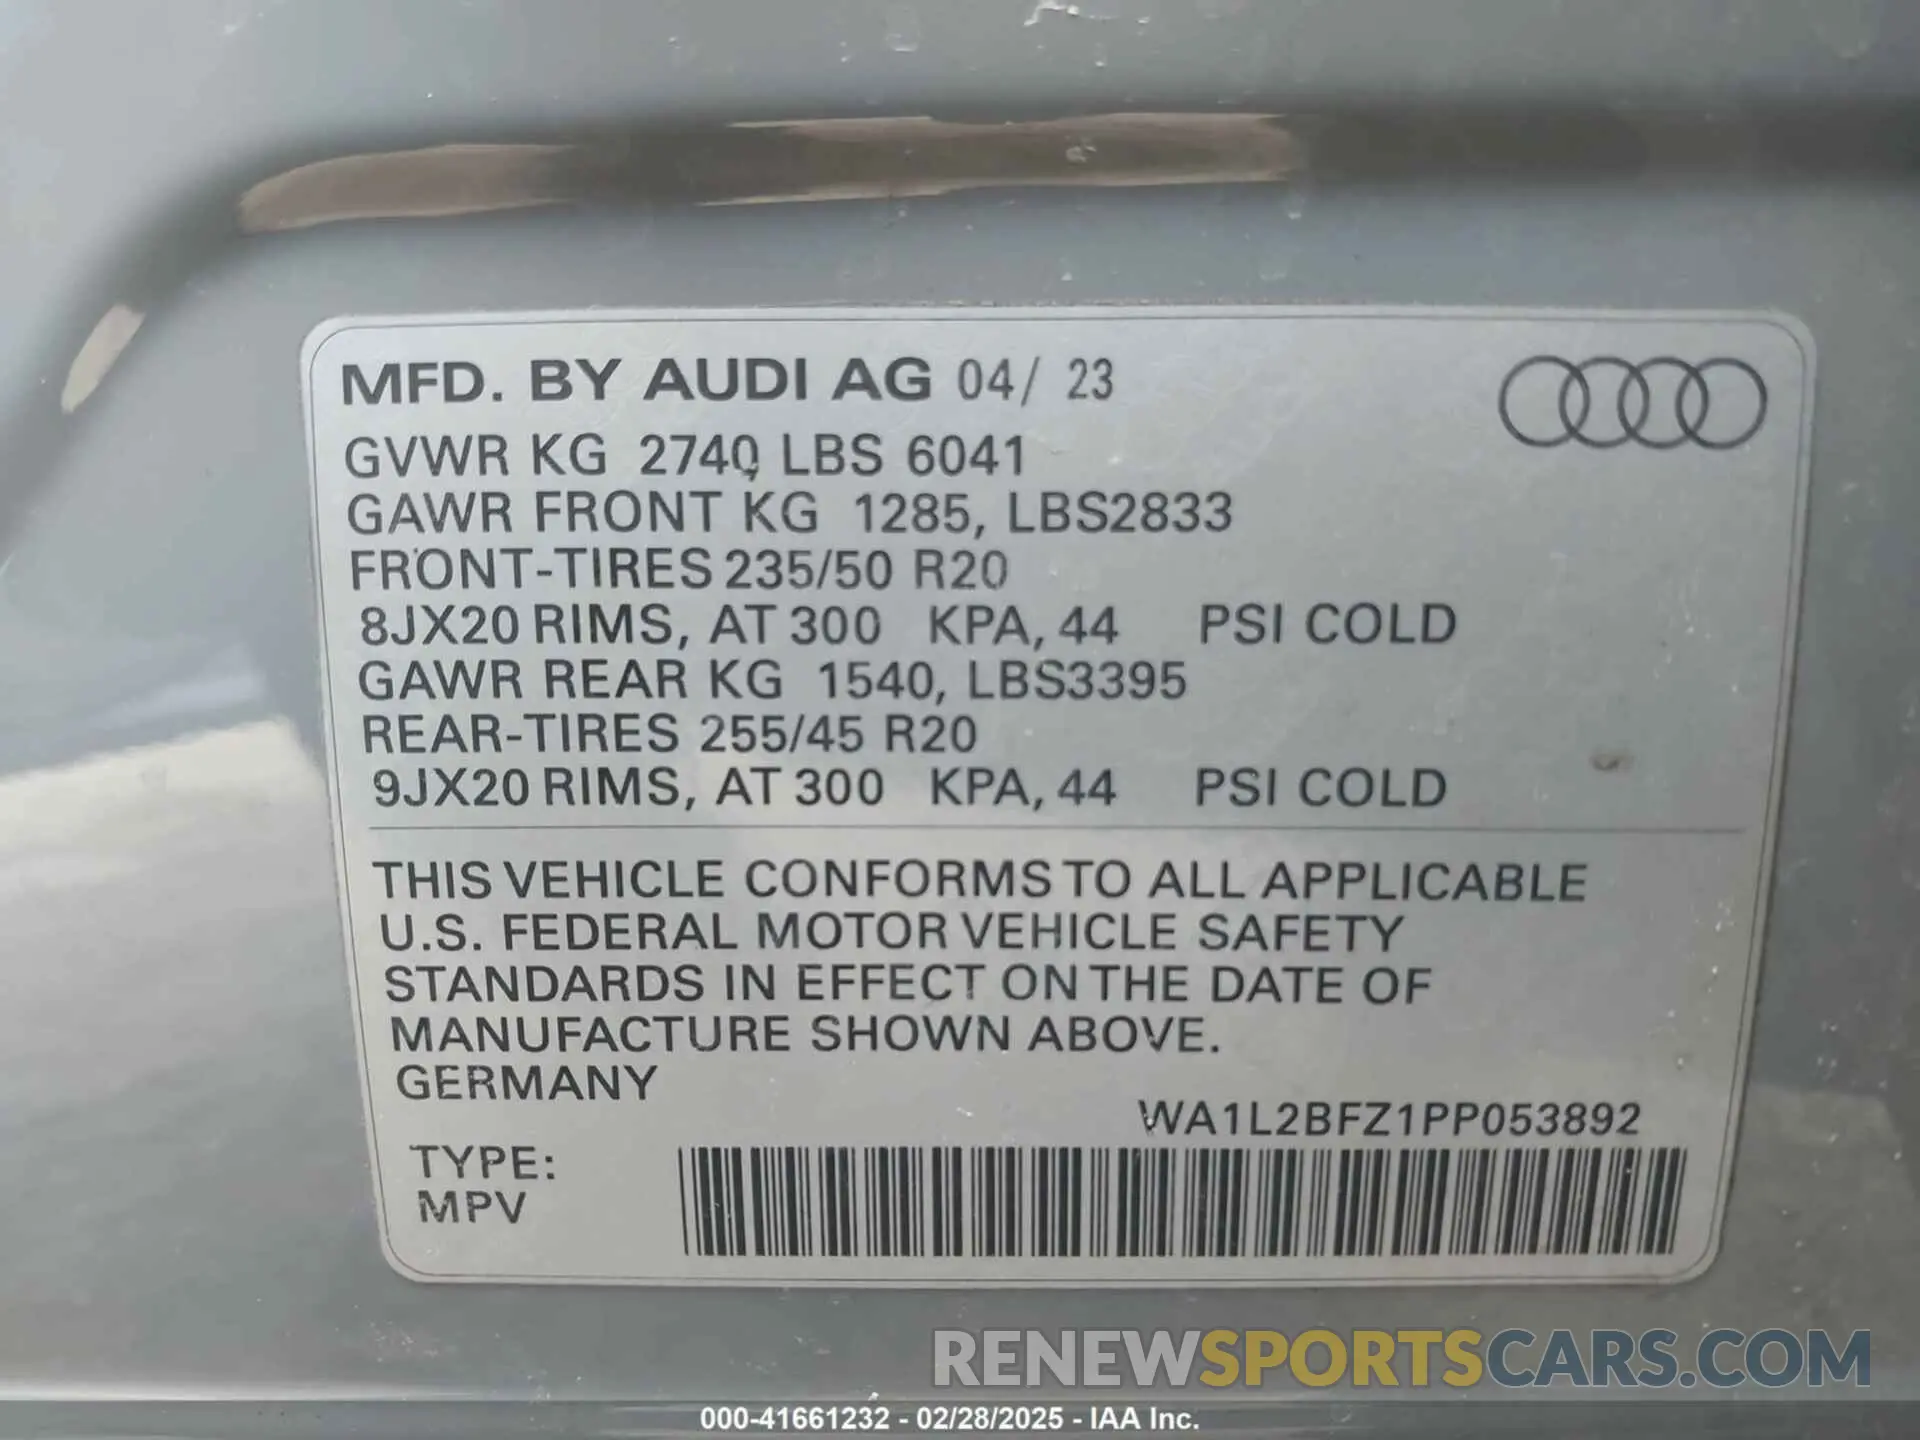 MFD. BY AUDI AG 04/ 23
GVWR KG 2740 LBS 6041
GAWR FRONT KG 1285, LBS2833
FRONT-TIRES 235/50 R20
8JX20 RIMS, AT 300 KPA, 44 PSI COLD
GAWR REAR KG 1540, LBS3395
REAR-TIRES 255/45 R20
9JX20 RIMS, AT 300 KPA, 44 PSI COLD
THIS VEHICLE CONFORMS TO ALL APPLICABLE
U.S. FEDERAL MOTOR VEHICLE SAFETY
STANDARDS IN EFFECT ON THE DATE OF
MANUFACTURE SHOWN ABOVE.
GERMANY
WA1L2BFZ1PP053892
TYPE:
MPV
RENEWSPORTSCARS.COM
000-41661232 - 02/28/2025 - IAA Inc.